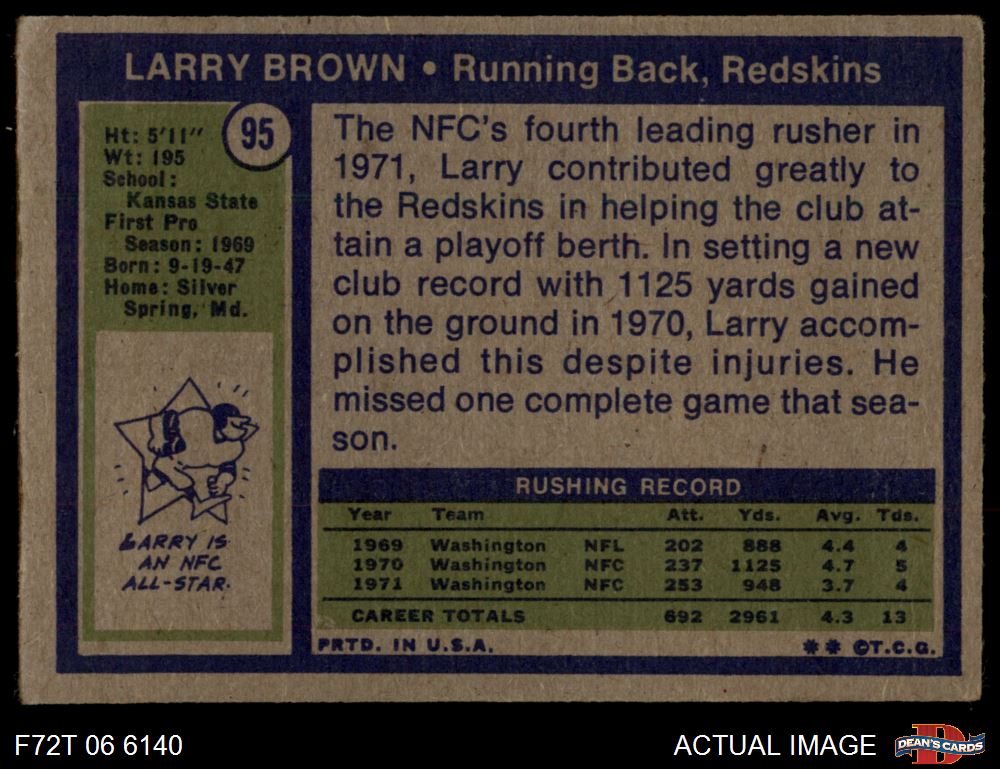 LARRY BROWN • Running Back, Redskins
95
Ht: 5'11"
Wt: 195
School:
Kansas State
First Pro
Season: 1969
Born: 9-19-47
Home: Silver
Spring, Md.
LARRY IS
AN NFC
ALL-STAR.
The NFC's fourth leading rusher in
1971, Larry contributed greatly to
the Redskins in helping the club at-
tain a playoff berth. In setting a new
club record with 1125 yards gained
on the ground in 1970, Larry accom-
plished this despite injuries. He
missed one complete game that sea-
son.
RUSHING RECORD
Year Team Att. Yds. Avg. Tds.
1969 Washington NFL 202 888 4.4 4
1970 Washington NFC 237 1125 4.7 5
1971 Washington NFC 253 948 3.7 4
CAREER TOTALS 692 2961 4.3 13
PRTD. IN U.S.A. * * ©T.C.G.
F72T 06 6140
ACTUAL IMAGE
D
DEAN'S CARDS